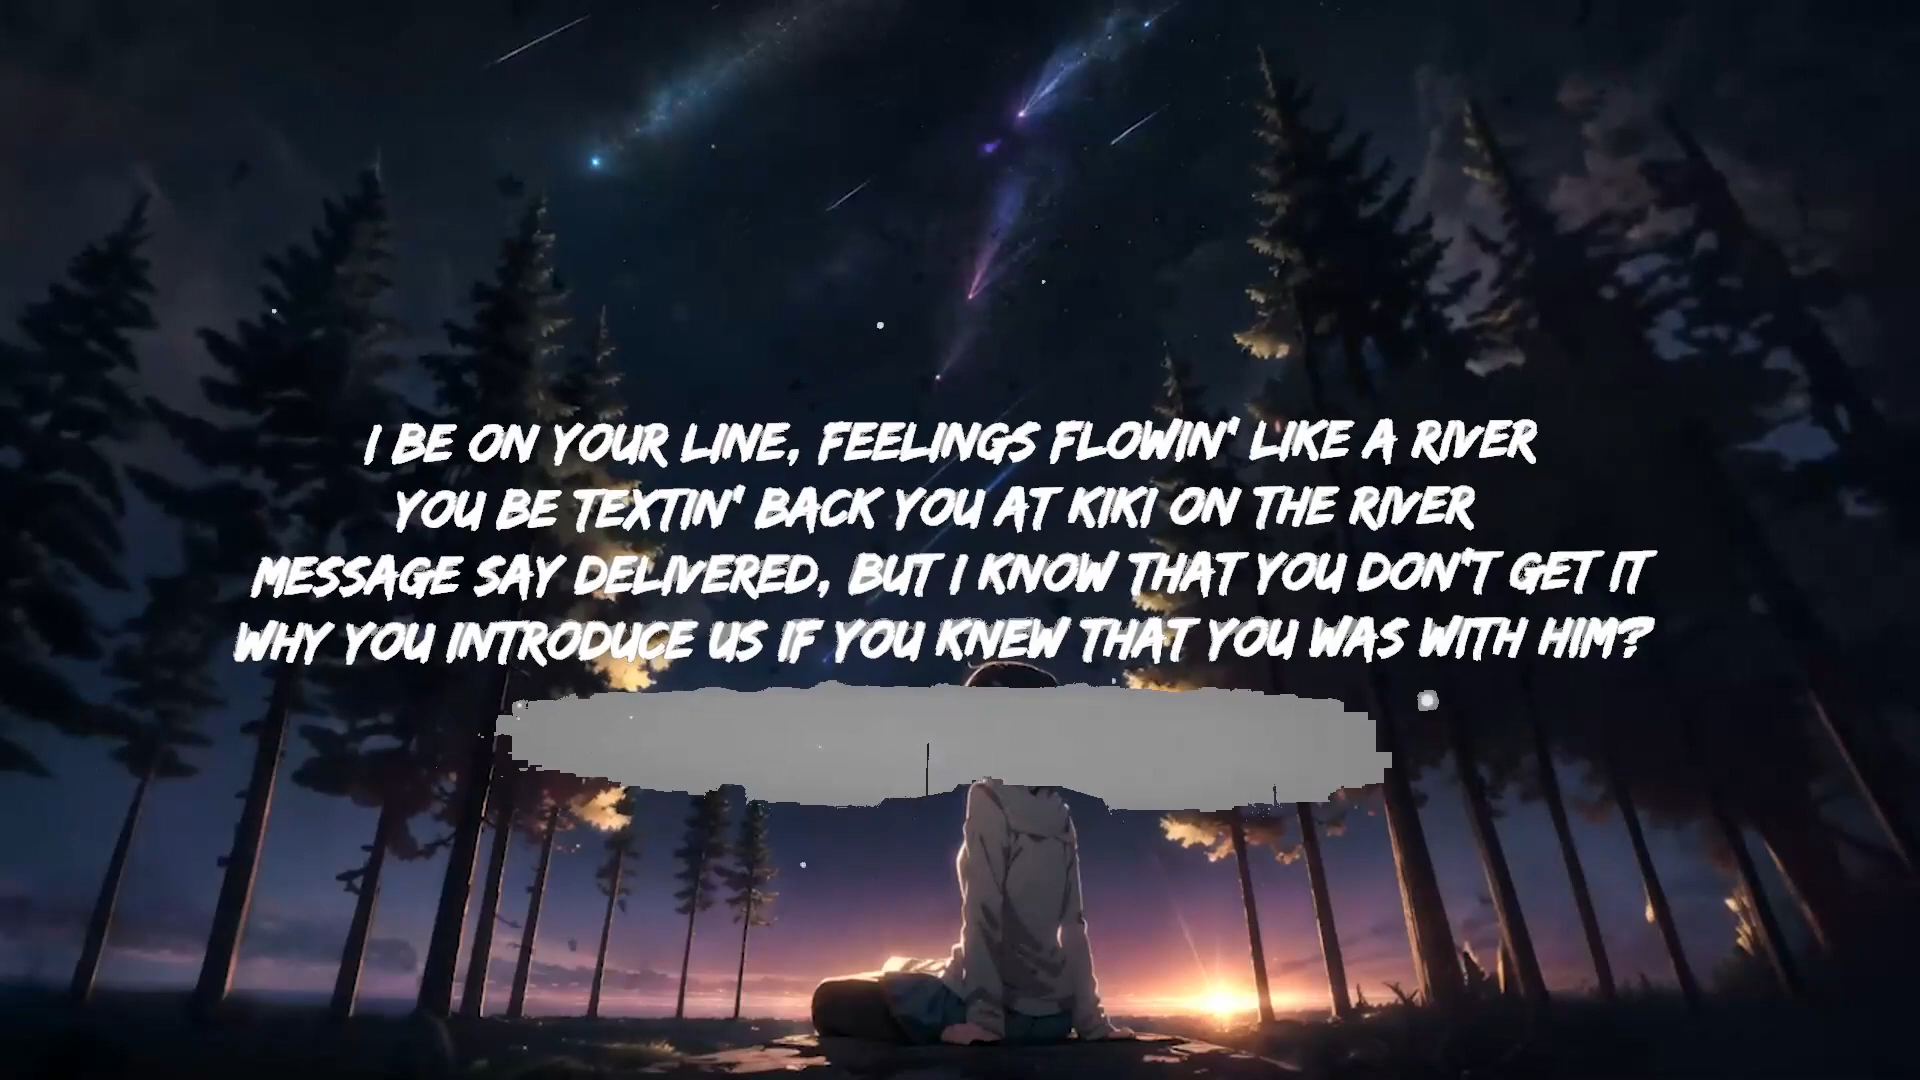 I BE ON YOUR LINE, FEELINGS FLOWIN' LIKE A RIVER
YOU BE TEXTIN' BACK YOU AT KIKI ON THE RIVER
MESSAGE SAY DELIVERED, BUT I KNOW THAT YOU DON'T GET IT
WHY YOU INTRODUCE US IF YOU KNEW THAT YOU WAS WITH HIM?